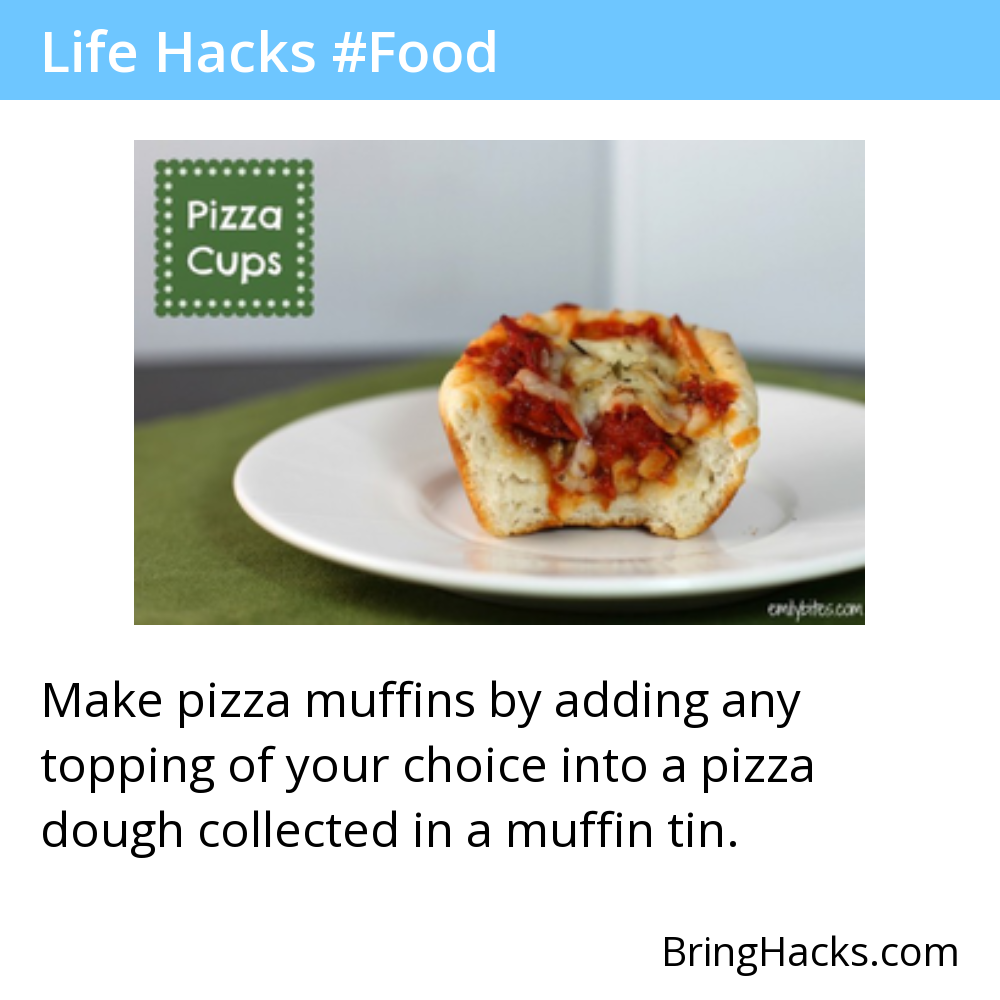 Life Hacks #Food
Pizza
Cups
emilybites.com
Make pizza muffins by adding any
topping of your choice into a pizza
dough collected in a muffin tin.
BringHacks.com